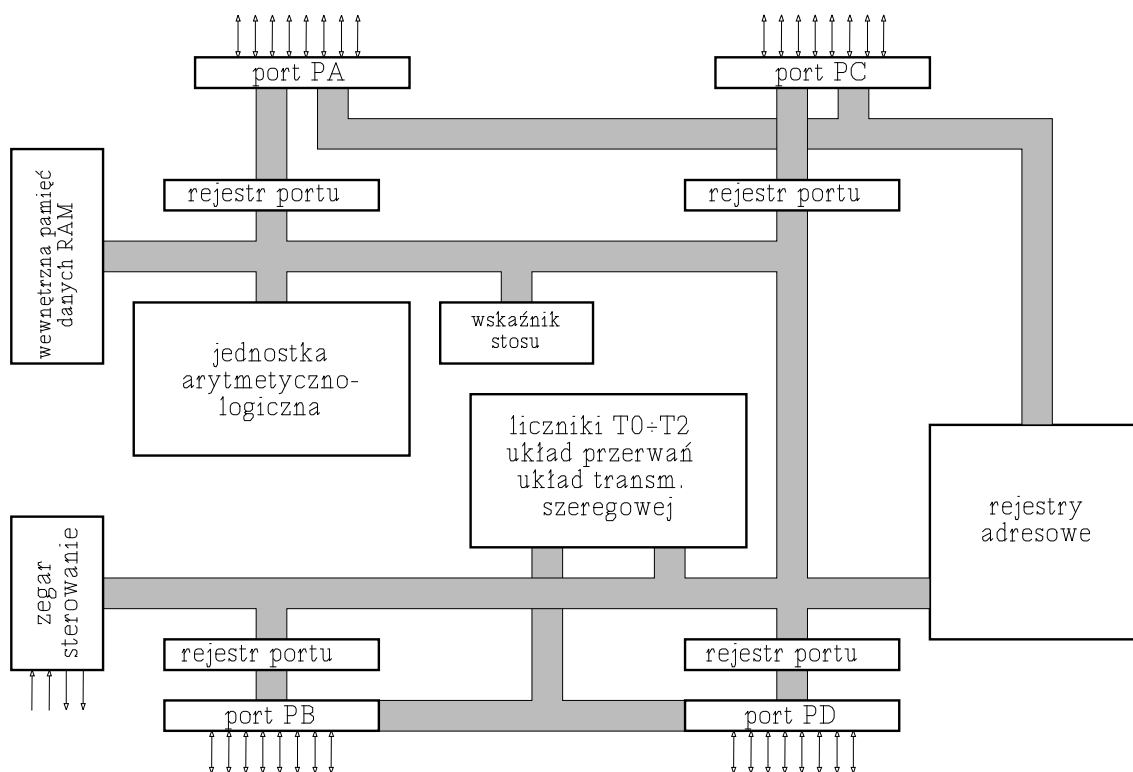 port PA
port PC
rejestr portu
rejestr portu
wewnętrzna pamięć
danych RAM
wskaźnik
stosu
jednostka
arytmetyczno-
logiczna
liczniki T0÷T2
układ przerwań
układ transm.
szeregowej
rejestry
adresowe
zegar
sterowanie
rejestr portu
rejestr portu
port PB
port PD